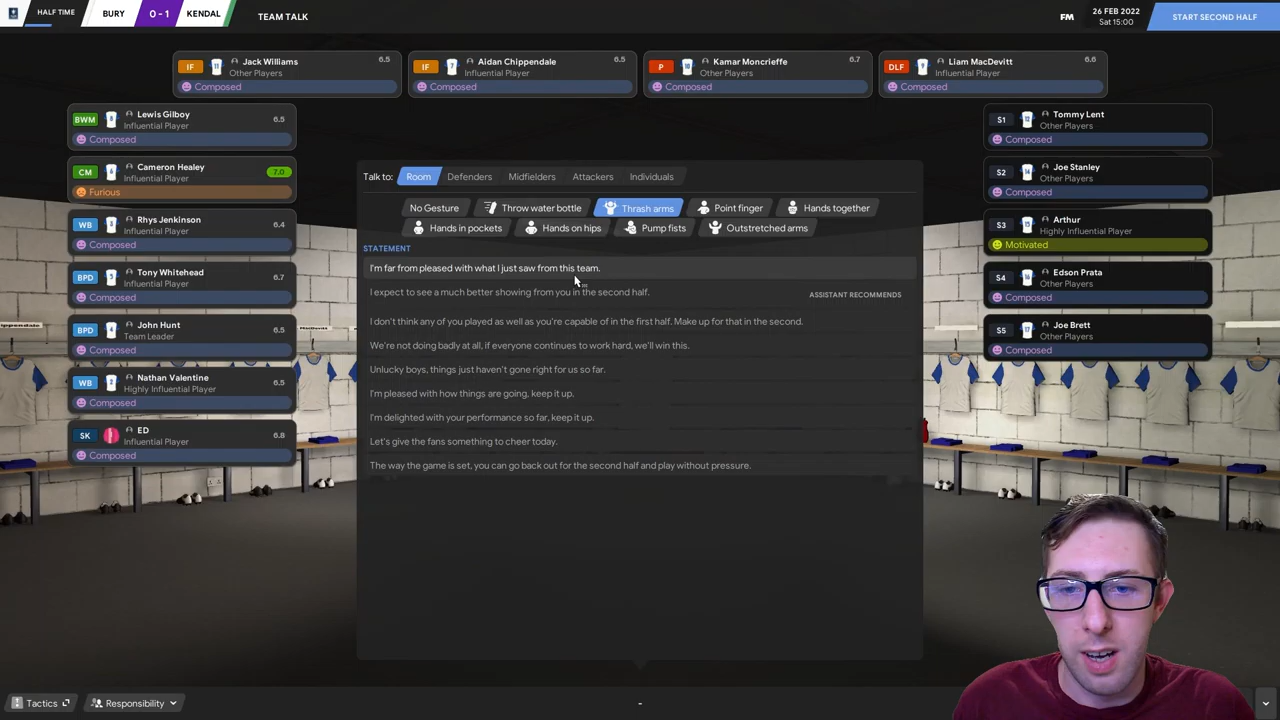 HALF TIME
BURY
0 - 1
KENDAL
TEAM TALK
FM
26 FEB 2022
Sat 15:00
START SECOND HALF
IF
11
Jack Williams
6.5
Other Players
Composed
IF
7
Aidan Chippendale
6.5
Influential Player
Composed
P
10
Kamar Moncrieffe
6.7
Other Players
Composed
DLF
9
Liam MacDevitt
6.6
Influential Player
Composed
BWM
Lewis Gilboy
6.5
Influential Player
Composed
CM
Cameron Healey
7.0
Influential Player
Furious
WB
Rhys Jenkinson
6.4
Other Players
Composed
BPD
Tony Whitehead
6.7
Other Players
Composed
BPD
John Hunt
6.5
Team Leader
Composed
WB
Nathan Valentine
6.5
Highly Influential Player
Composed
SK
ED
6.8
Influential Player
Composed
Talk to:
Room
Defenders
Midfielders
Attackers
Individuals
No Gesture
Throw water bottle
Thrash arms
Point finger
Hands together
Hands in pockets
Hands on hips
Pump fists
Outstretched arms
STATEMENT
I'm far from pleased with what I just saw from this team.
I expect to see a much better showing from you in the second half.
ASSISTANT RECOMMENDS
I don't think any of you played as well as you're capable of in the first half. Make up for that in the second.
We're not doing badly at all, if everyone continues to work hard, we'll win this.
Unlucky boys, things just haven't gone right for us so far.
I'm pleased with how things are going, keep it up.
I'm delighted with your performance so far, keep it up.
Let's give the fans something to cheer today.
The way the game is set, you can go back out for the second half and play without pressure.
S1
12
Tommy Lent
Other Players
Composed
S2
14
Joe Stanley
Other Players
Composed
S3
15
Arthur
Highly Influential Player
Motivated
S4
Edson Prata
Other Players
Composed
S5
17
Joe Brett
Other Players
Composed
Tactics
Responsibility
-